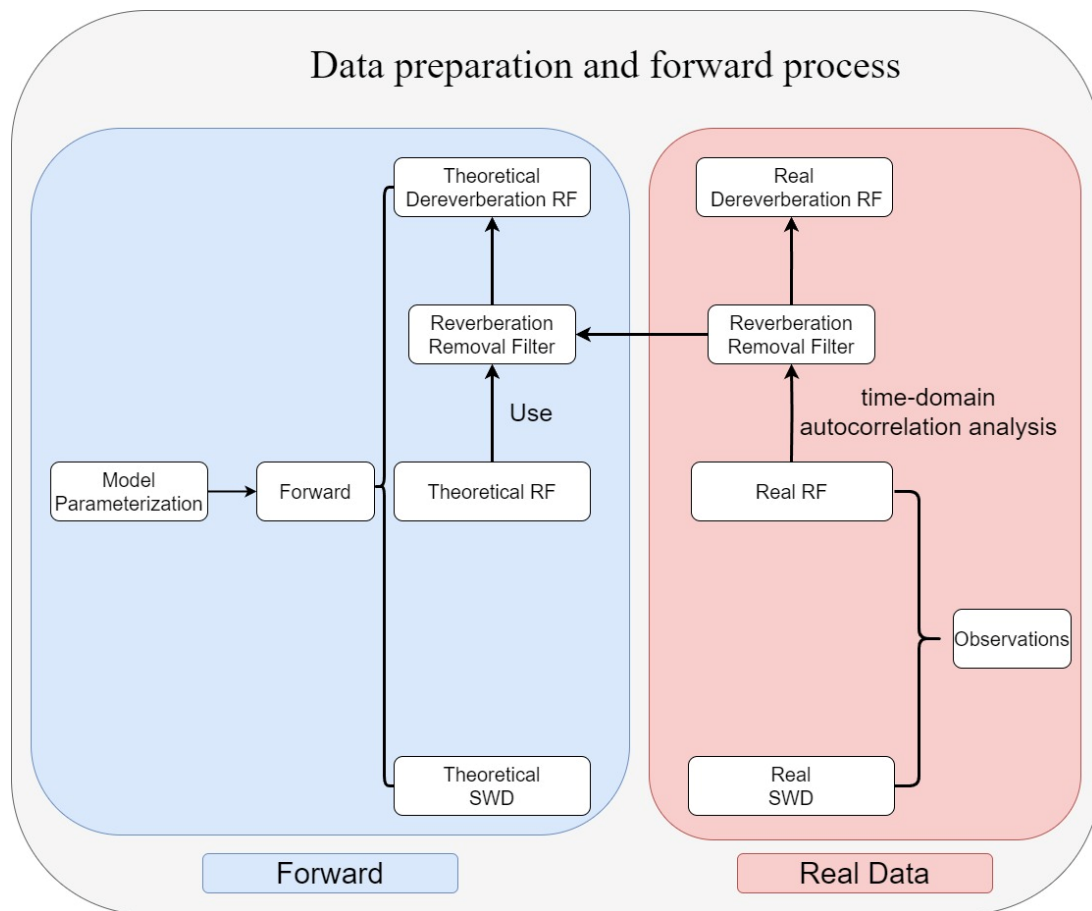 Data preparation and forward process
Theoretical
Dereverberation RF
Real
Dereverberation RF
Reverberation
Removal Filter
Reverberation
Removal Filter
Use
time-domain
autocorrelation analysis
Model
Parameterization
Forward
Theoretical RF
Real RF
Observations
Theoretical
SWD
Real
SWD
Forward
Real Data